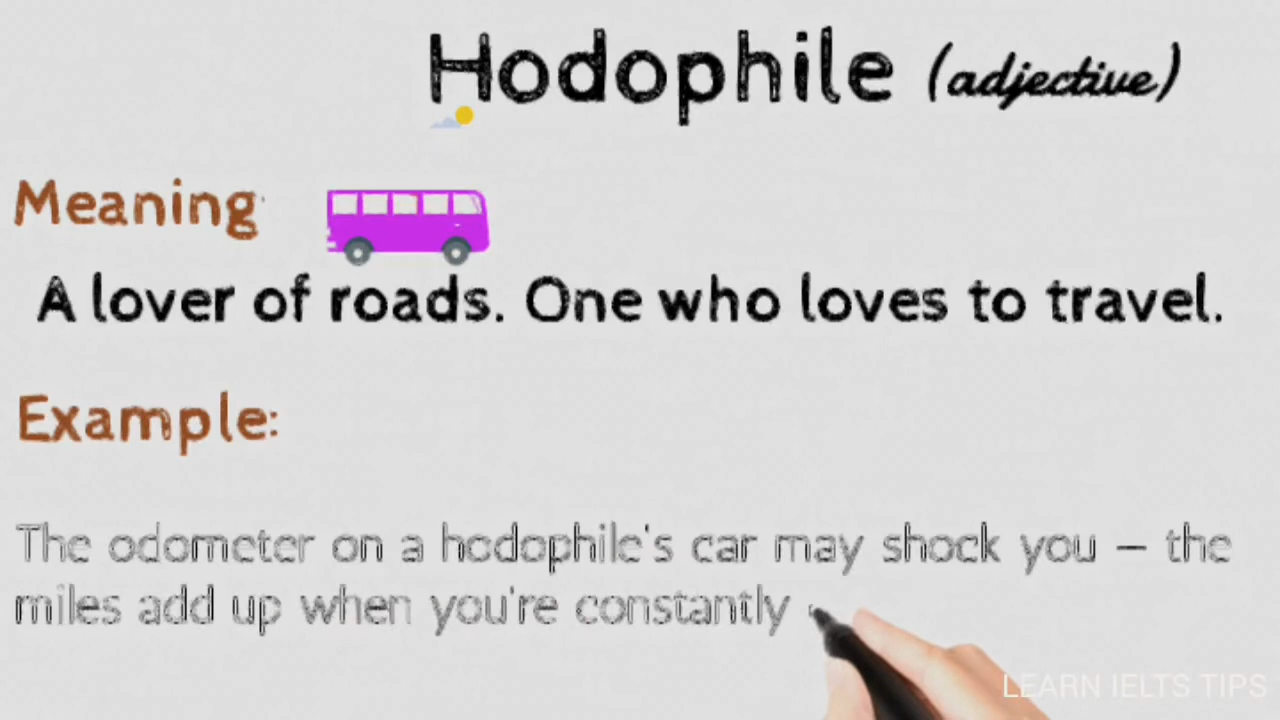 Hodophile (adjective)
Meaning:
A lover of roads. One who loves to travel.
Example:
The odometer on a hodophile's car may shock you – the
miles add up when you're constantly
LEARN IELTS TIPS